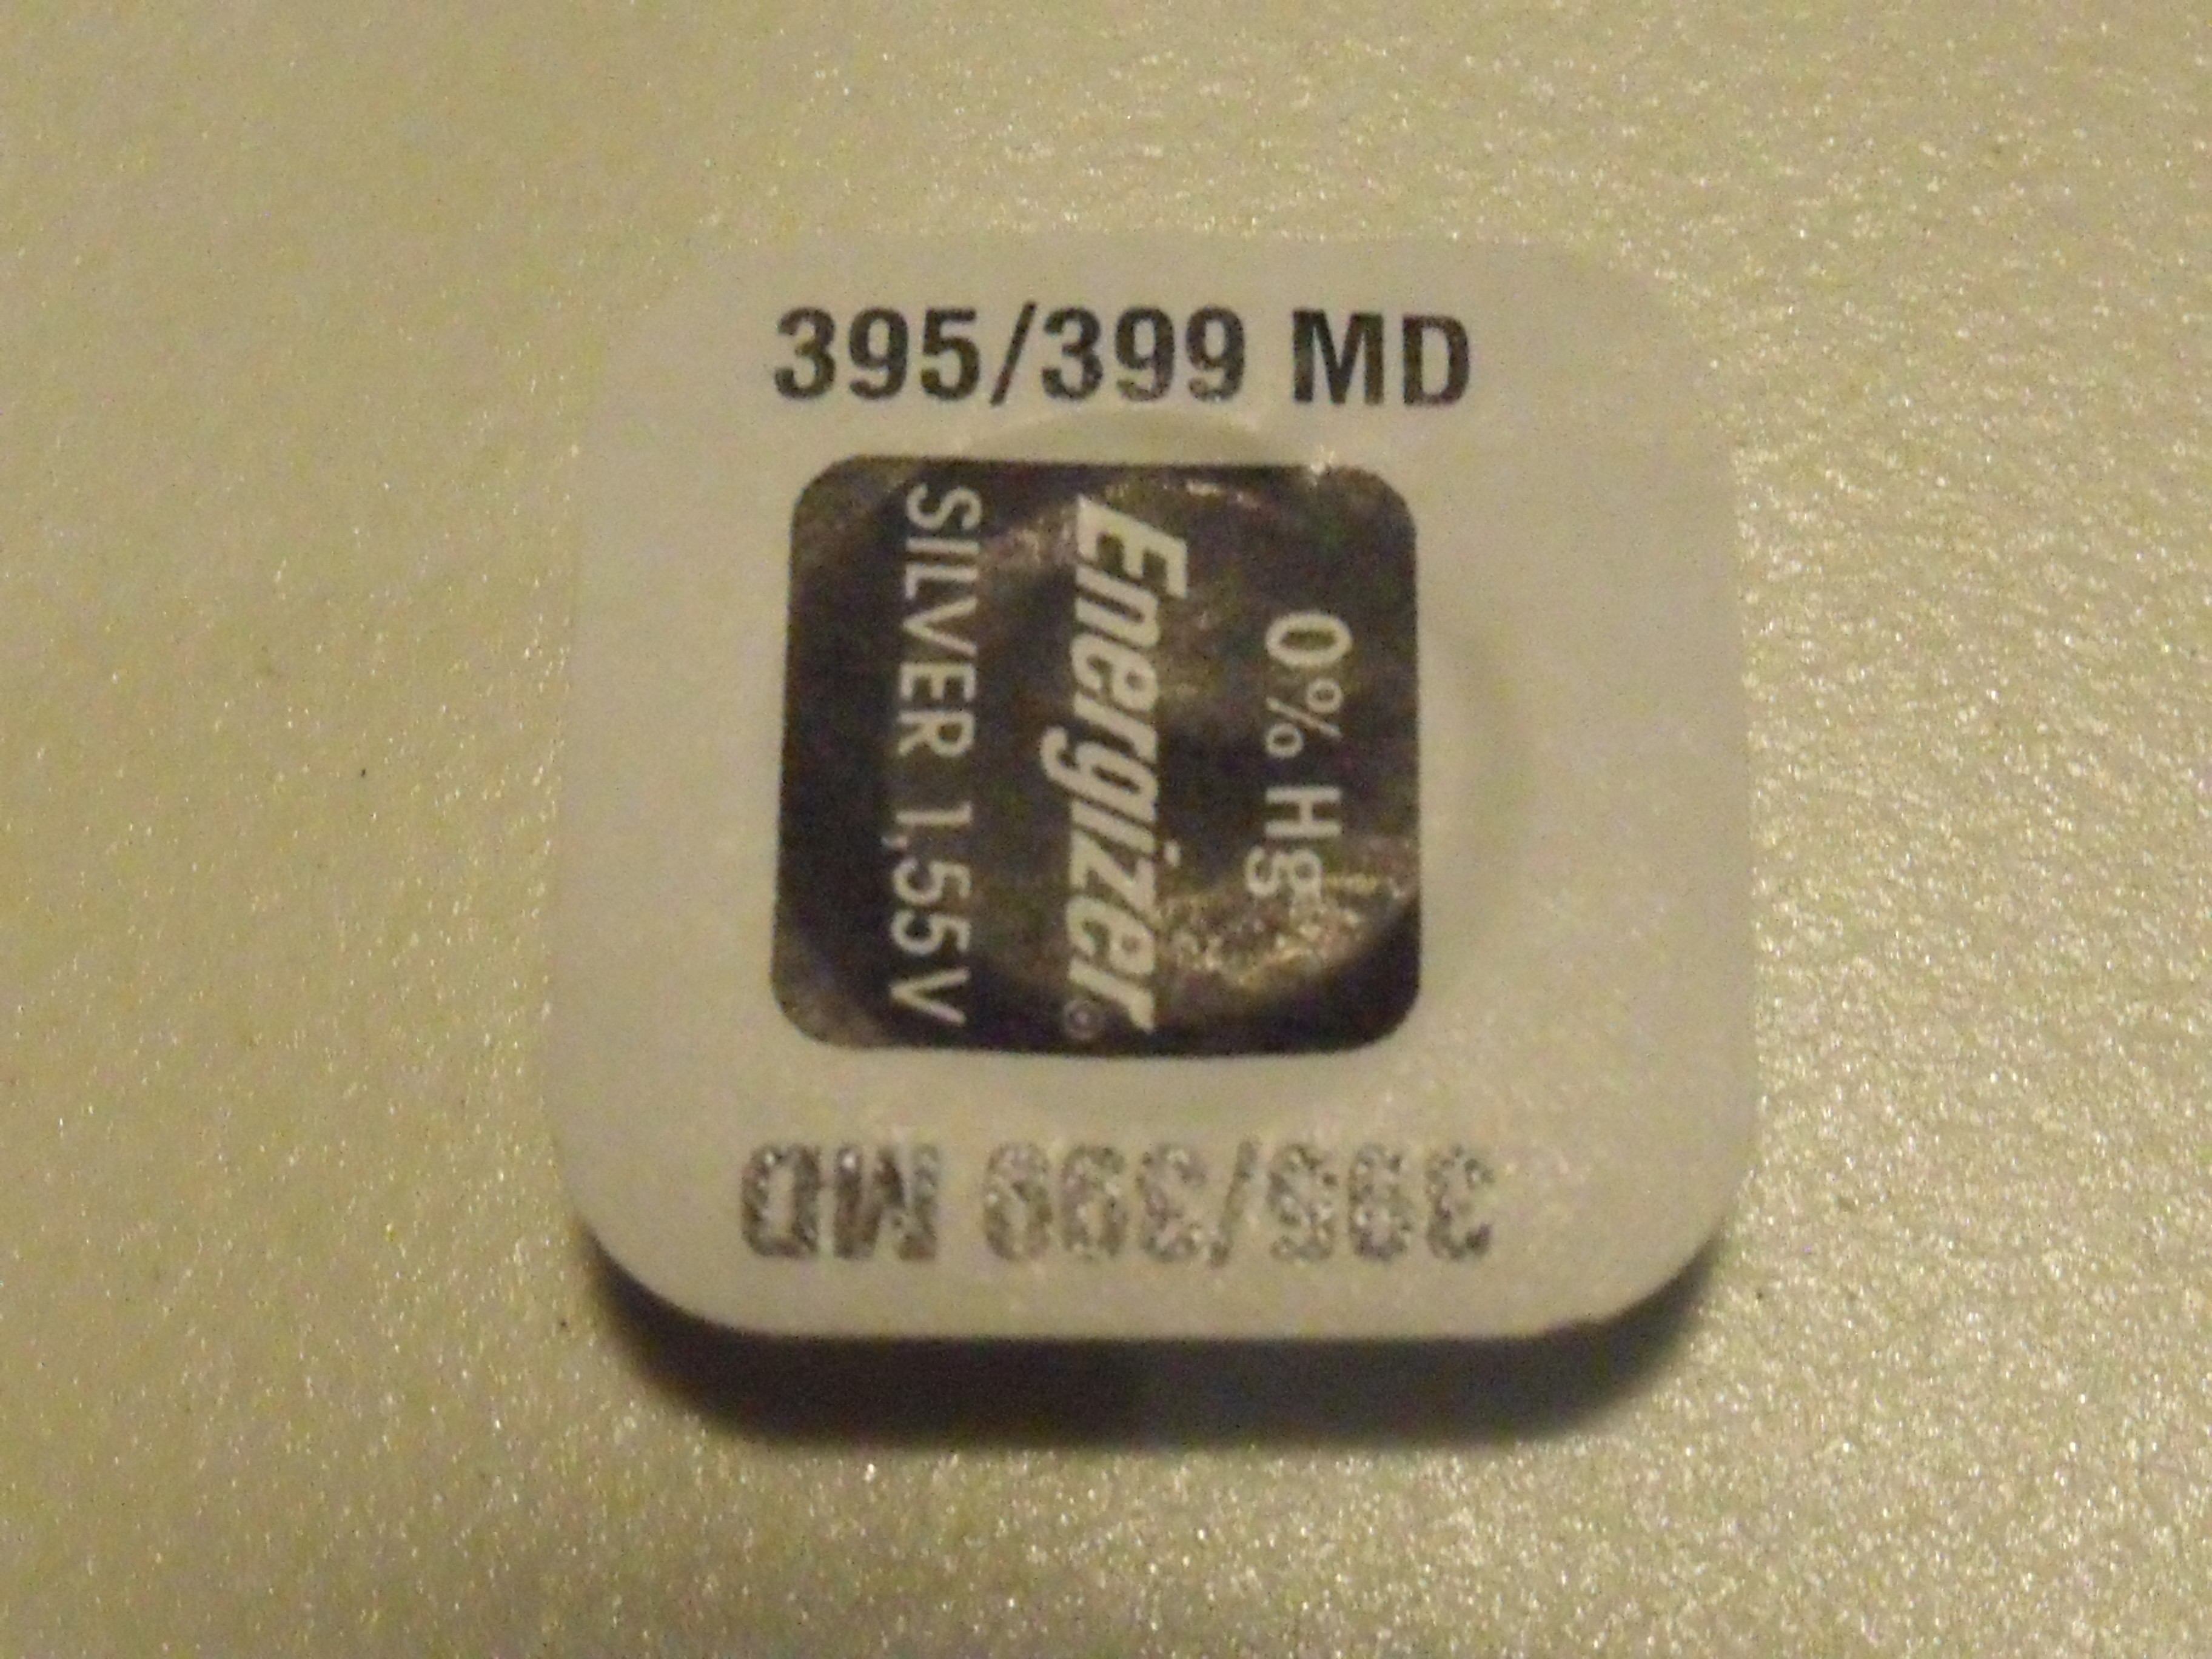 395/399 MD
0% Hg
Energizer®
SILVER 1,55V
395/399 MD